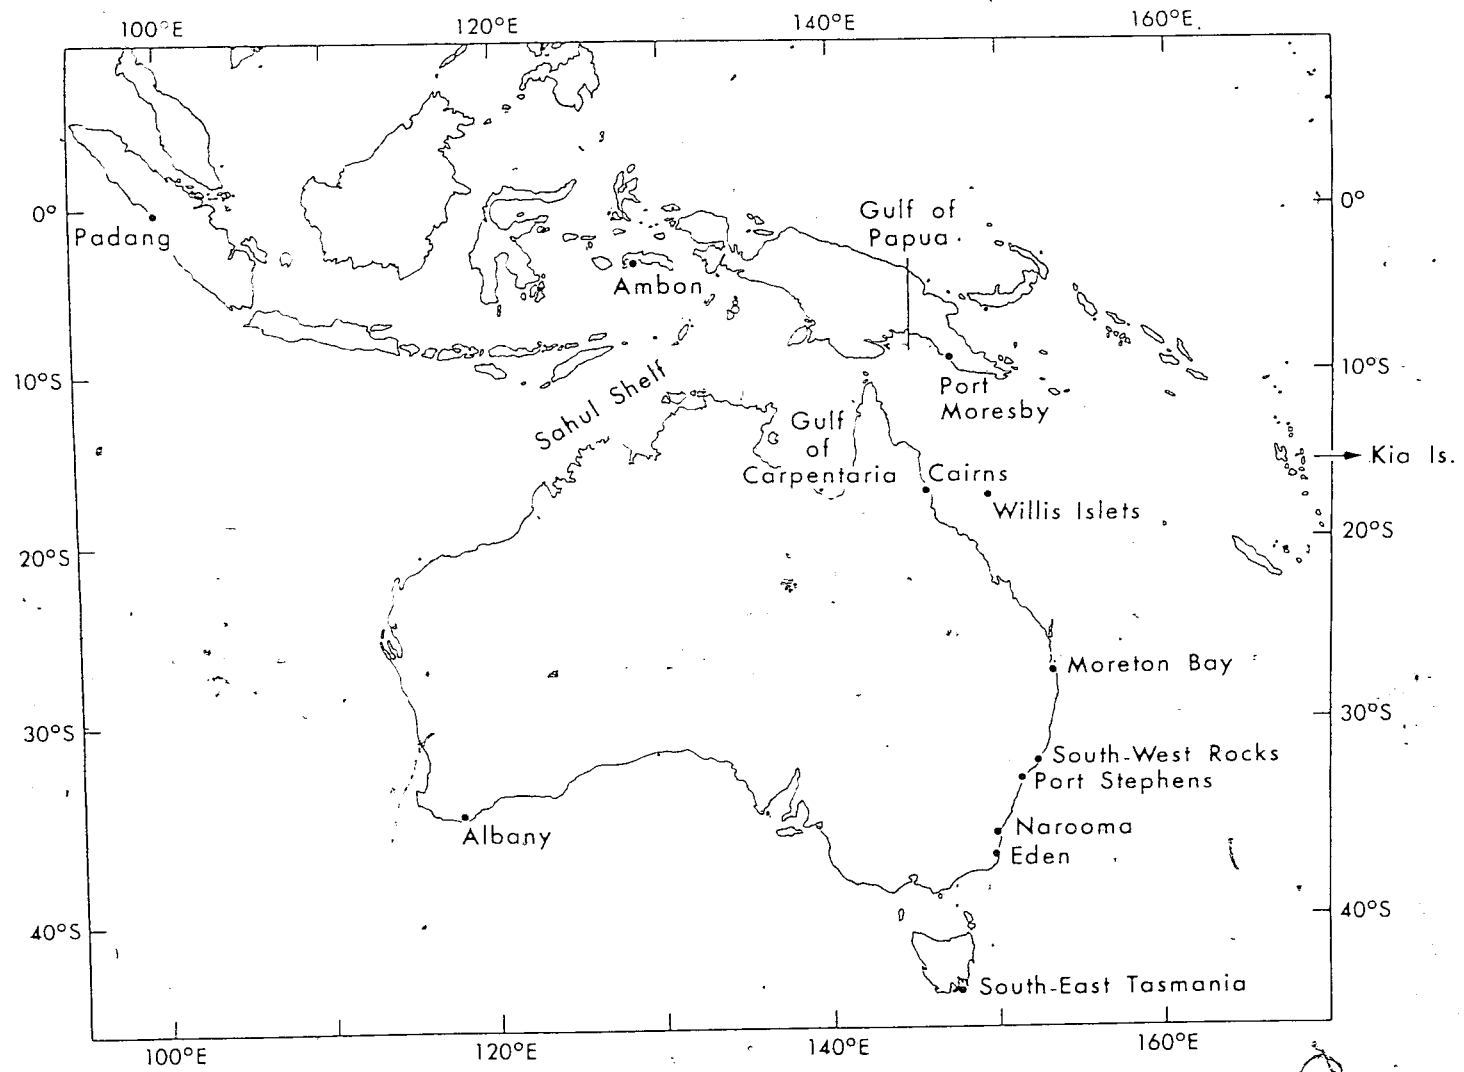 100°E
120°E
140°E
160°E
0°
0°
Padang
Gulf of
Papua
Ambon
10°S
10°S
Sahul Shelf
Port
Moresby
Gulf
of
Carpentaria
Kia Is.
Cairns
Willis Islets
20°S
20°S
Moreton Bay
30°S
30°S
South-West Rocks
Port Stephens
Albany
Narooma
Eden
40°S
40°S
South-East Tasmania
100°E
120°E
140°E
160°E